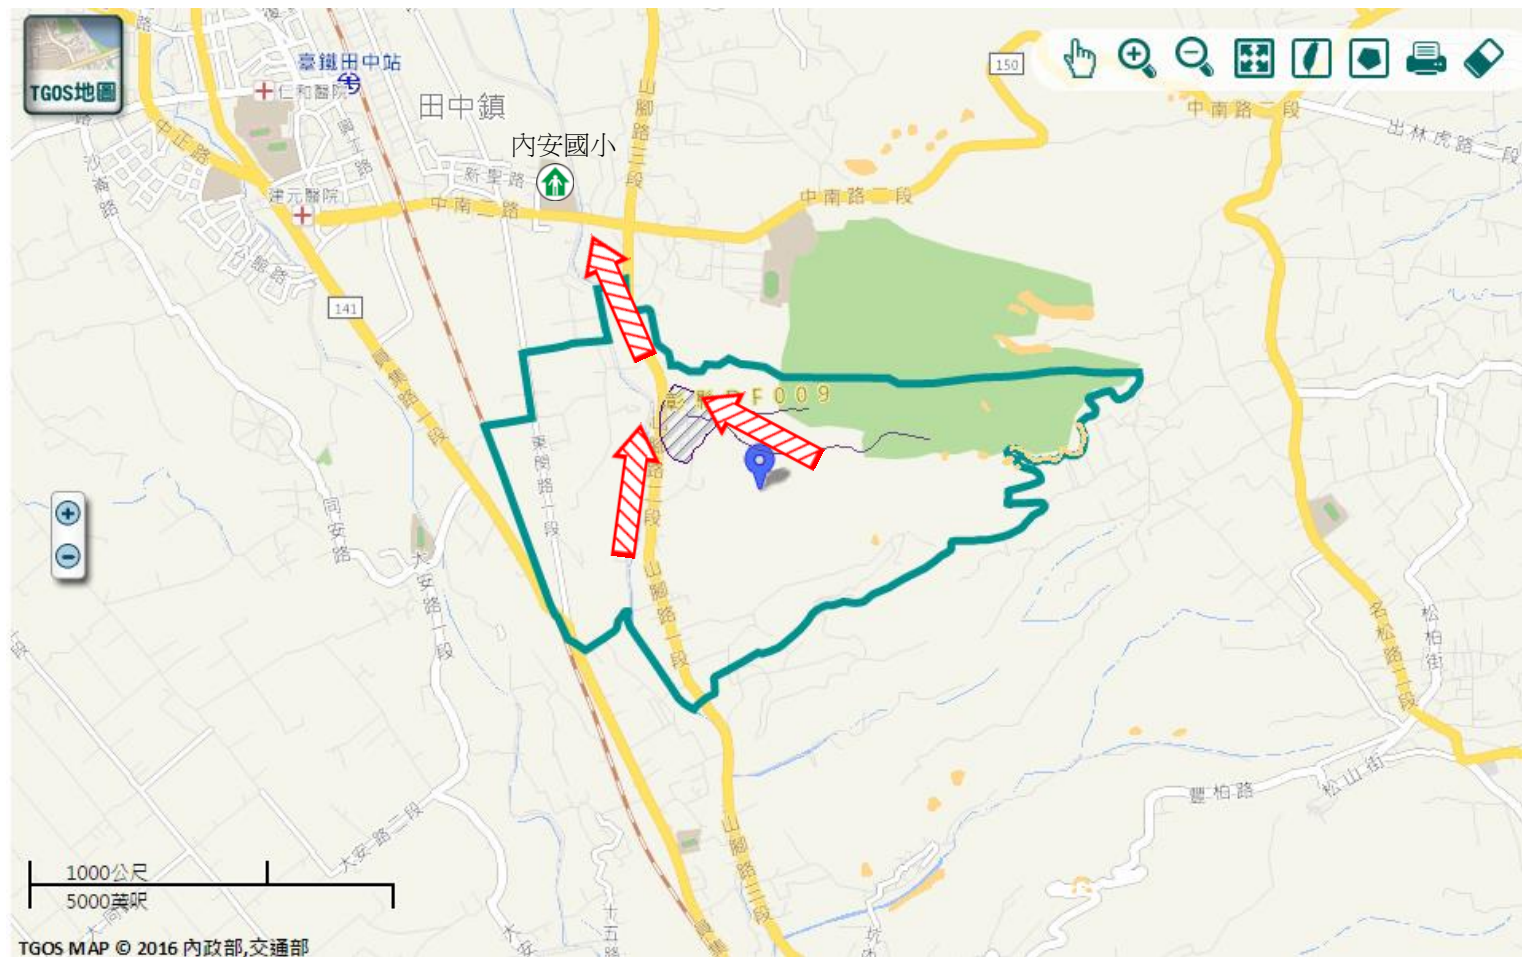 TGOS地圖
臺鐵田中站
仁和醫院
田中鎮
內安國小
新聖路
中正路
沙崙路
建元醫院
中南二路
山腳路三段
中南路二段
150
中南路二段
出林虎路二段
公館路
141
員集路一段
彰縣DF009
東閔路一段
同安路
大安路一段
山腳路一段
名松路二段
松柏街
豐柏路
松山街
大安路二段
山腳路三段
1000公尺
5000英呎
TGOS MAP © 2016 內政部,交通部